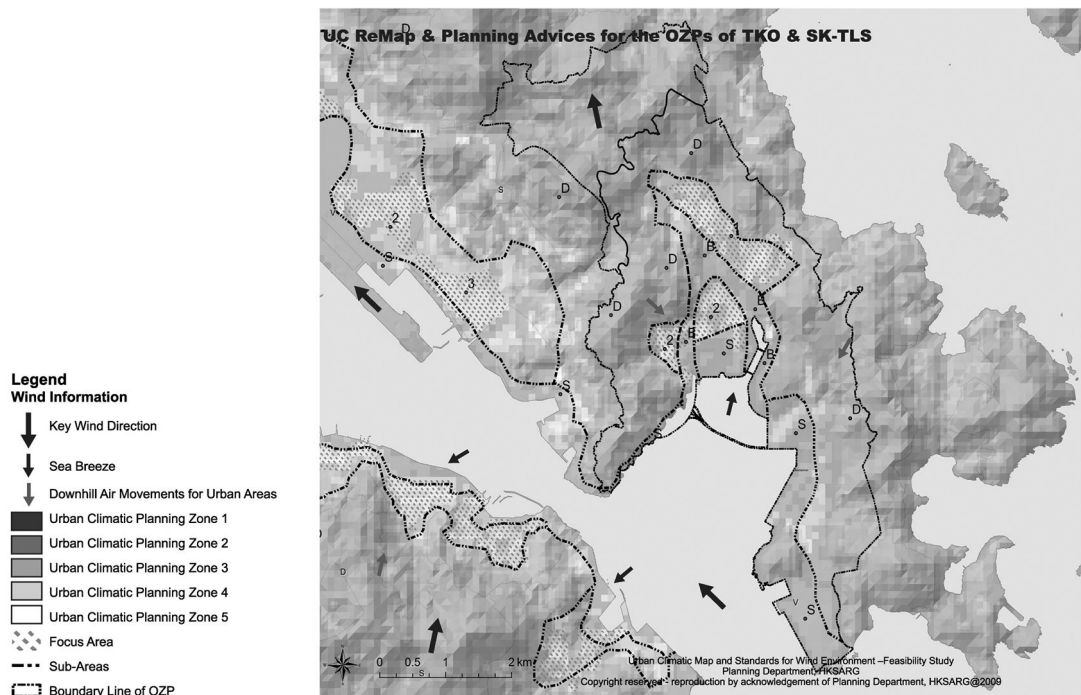 UC ReMap & Planning Advices for the OZPs of TKO & SK-TLS
D
D
S
D
2
B
S
D
3
D
B
2
2
B
S
B
S
D
S
V
S
D
S
0 0.5 1 2 km
Urban Climatic Map and Standards for Wind Environment –Feasibility Study
Planning Department, HKSARG
Copyright reserved - reproduction by acknowledgement of Planning Department, HKSARG@2009
Legend
Wind Information
Key Wind Direction
Sea Breeze
Downhill Air Movements for Urban Areas
Urban Climatic Planning Zone 1
Urban Climatic Planning Zone 2
Urban Climatic Planning Zone 3
Urban Climatic Planning Zone 4
Urban Climatic Planning Zone 5
Focus Area
Sub-Areas
Boundary Line of OZP